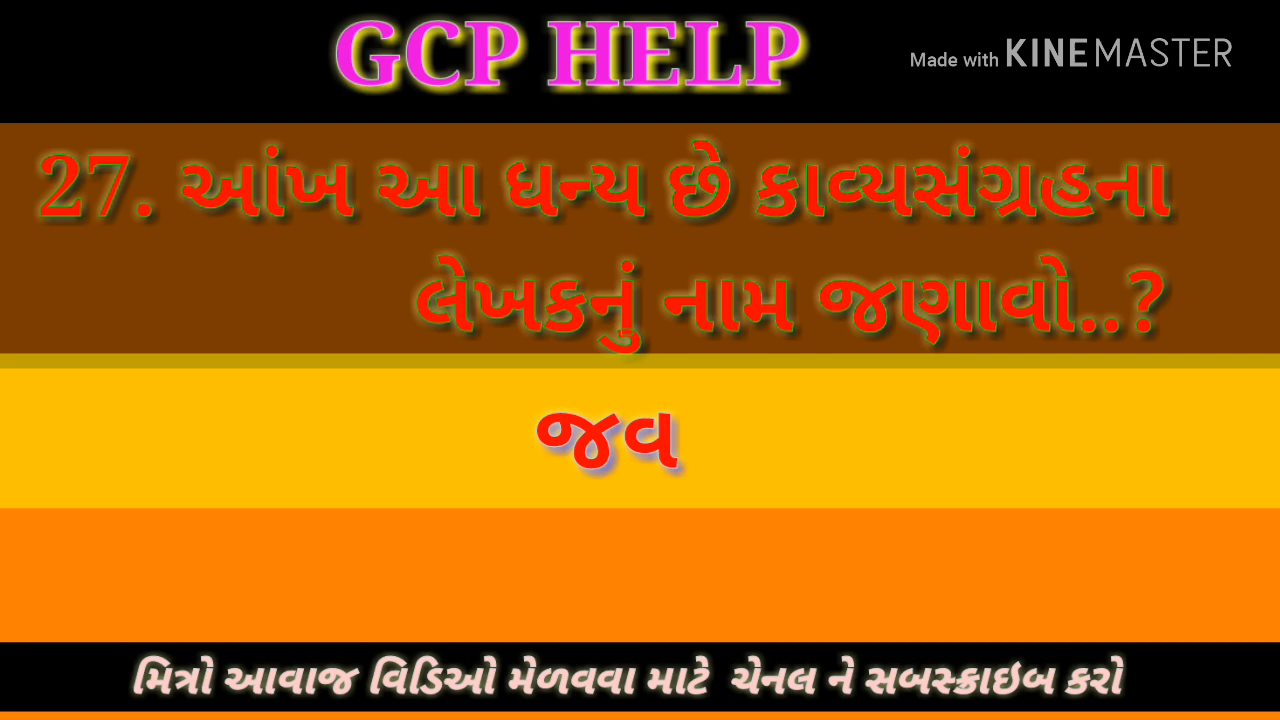 GCP HELP
Made with KINEMASTER
27. આંખ આ ધન્ય છે કાવ્યસંગ્રહના
લેખકનું નામ જણાવો..?
જવ
મિત્રો આવાજ વિડિઓ મેળવવા માટે ચેનલ ને સબસ્ક્રાઇબ કરો